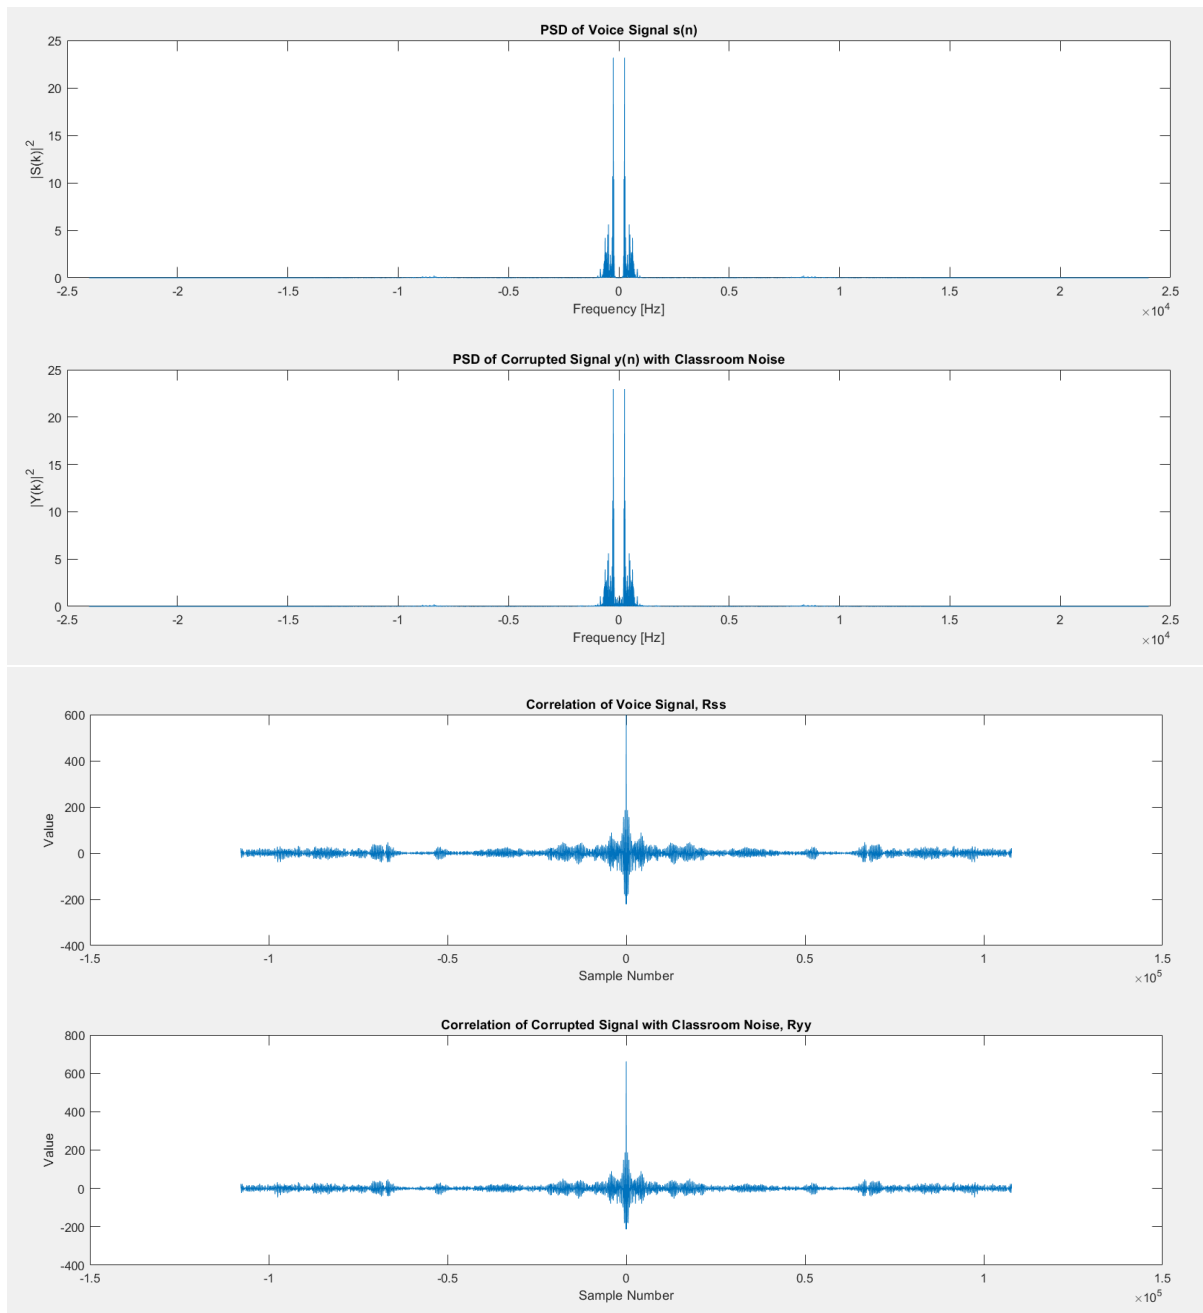 PSD of Voice Signal s(n)
25
20
15
10
5
0
|S(k)|²
-2.5 -2 -1.5 -1 -0.5 0 0.5 1 1.5 2 2.5
Frequency [Hz]
×10⁴
PSD of Corrupted Signal y(n) with Classroom Noise
25
20
15
10
5
0
|Y(k)|²
-2.5 -2 -1.5 -1 -0.5 0 0.5 1 1.5 2 2.5
Frequency [Hz]
×10⁴
Correlation of Voice Signal, Rss
600
400
200
0
-200
-400
Value
-1.5 -1 -0.5 0 0.5 1 1.5
Sample Number
×10⁵
Correlation of Corrupted Signal with Classroom Noise, Ryy
800
600
400
200
0
-200
-400
Value
-1.5 -1 -0.5 0 0.5 1 1.5
Sample Number
×10⁵